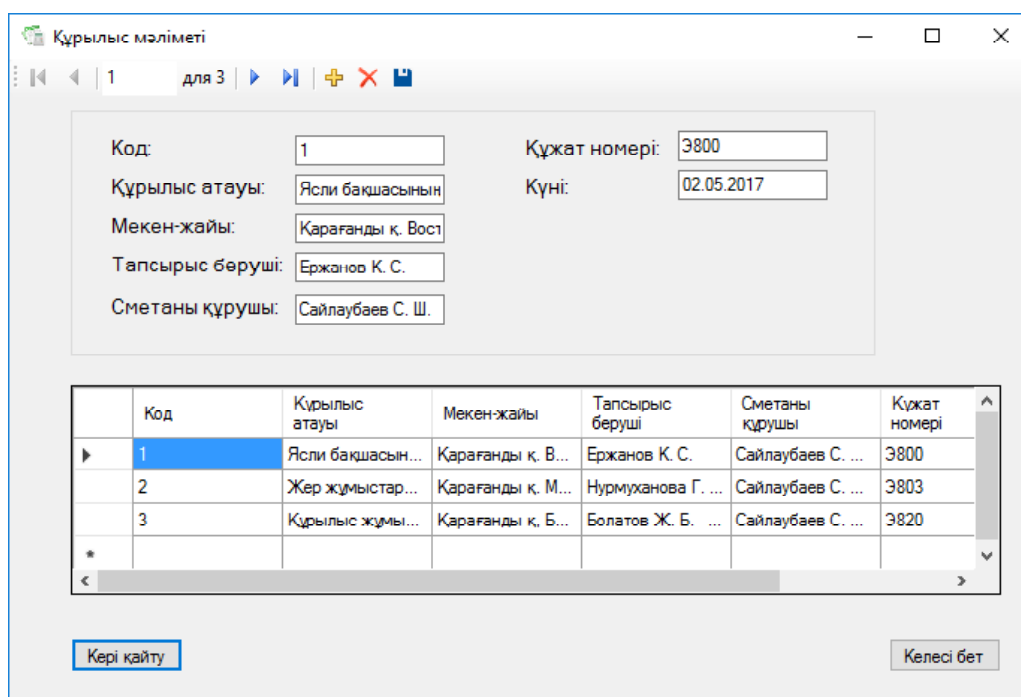 Құрылыс мәліметі
1 для 3
Код: 1
Құжат номері: Э800
Құрылыс атауы: Ясли бақшасынын
Күні: 02.05.2017
Мекен-жайы: Қарағанды қ. Вост
Тапсырыс беруші: Ержанов К. С.
Сметаны құрушы: Сайлаубаев С. Ш.
Код Құрылыс атауы Мекен-жайы Тапсырыс беруші Сметаны құрушы Құжат номері
1 Ясли бақшасын... Қарағанды қ. В... Ержанов К. С. Сайлаубаев С. ... Э800
2 Жер жұмыстар... Қарағанды қ. М... Нурмуханова Г. ... Сайлаубаев С. ... Э803
3 Құрылыс жұмы... Қарағанды қ, Б... Болатов Ж. Б. ... Сайлаубаев С. ... Э820
Кері қайту
Келесі бет